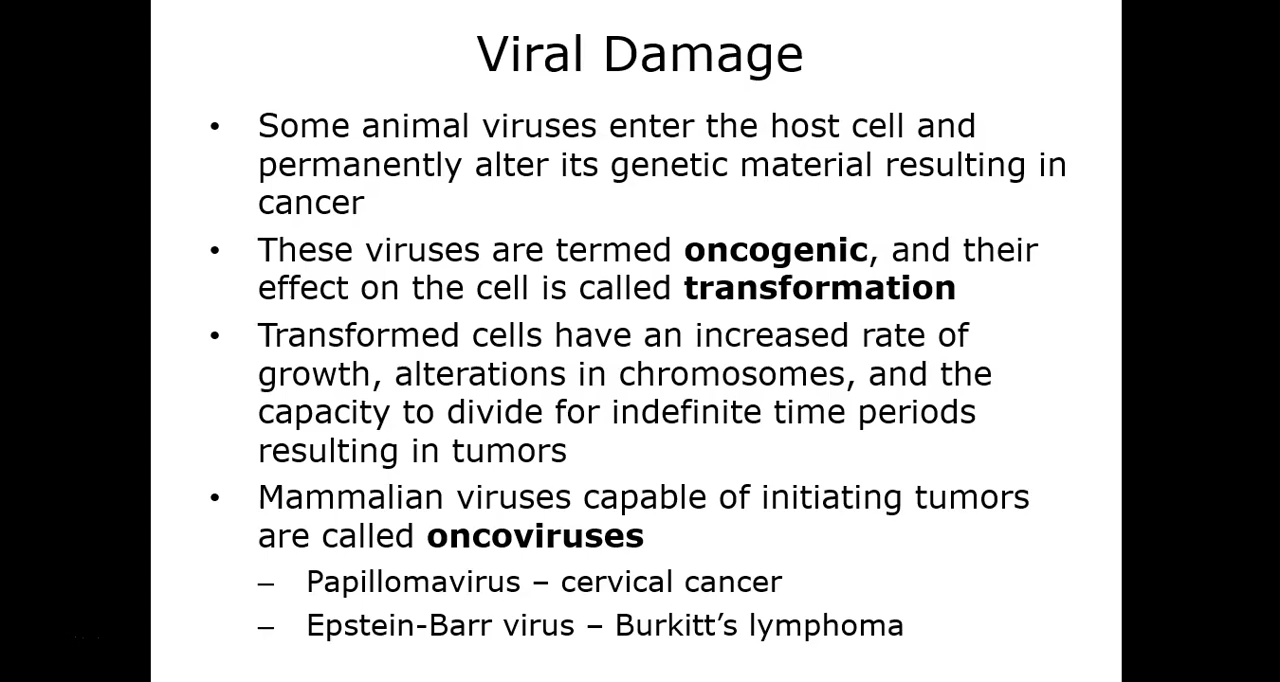 Viral Damage
• Some animal viruses enter the host cell and
permanently alter its genetic material resulting in
cancer
• These viruses are termed oncogenic, and their
effect on the cell is called transformation
• Transformed cells have an increased rate of
growth, alterations in chromosomes, and the
capacity to divide for indefinite time periods
resulting in tumors
• Mammalian viruses capable of initiating tumors
are called oncoviruses
– Papillomavirus – cervical cancer
– Epstein-Barr virus – Burkitt’s lymphoma